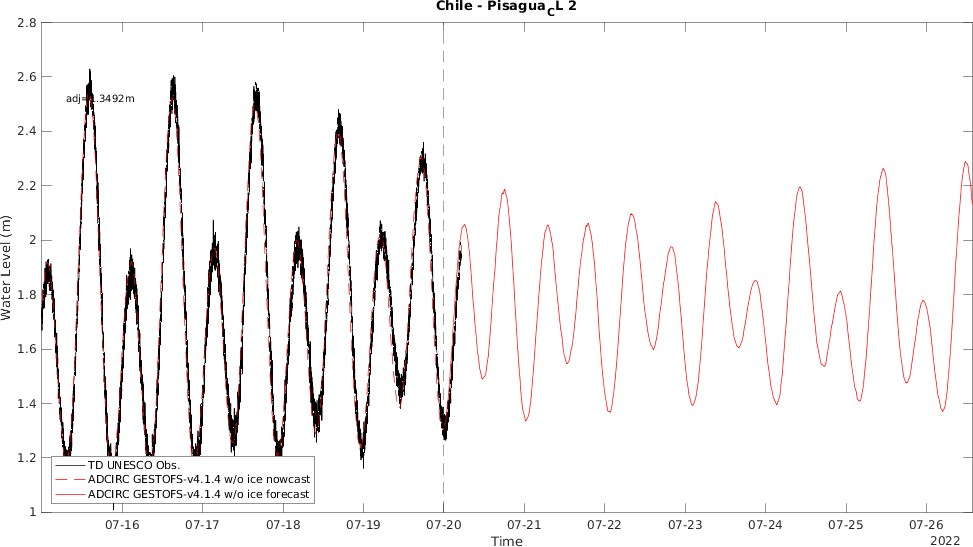 Chile - Pisagua_CL 2
2.8
2.6
adj=1.3492m
2.4
2.2
2
1.8
1.6
1.4
1.2
1
Water Level (m)
TD UNESCO Obs.
ADCIRC GESTOFS-v4.1.4 w/o ice nowcast
ADCIRC GESTOFS-v4.1.4 w/o ice forecast
07-16 07-17 07-18 07-19 07-20 07-21 07-22 07-23 07-24 07-25 07-26
Time
2022